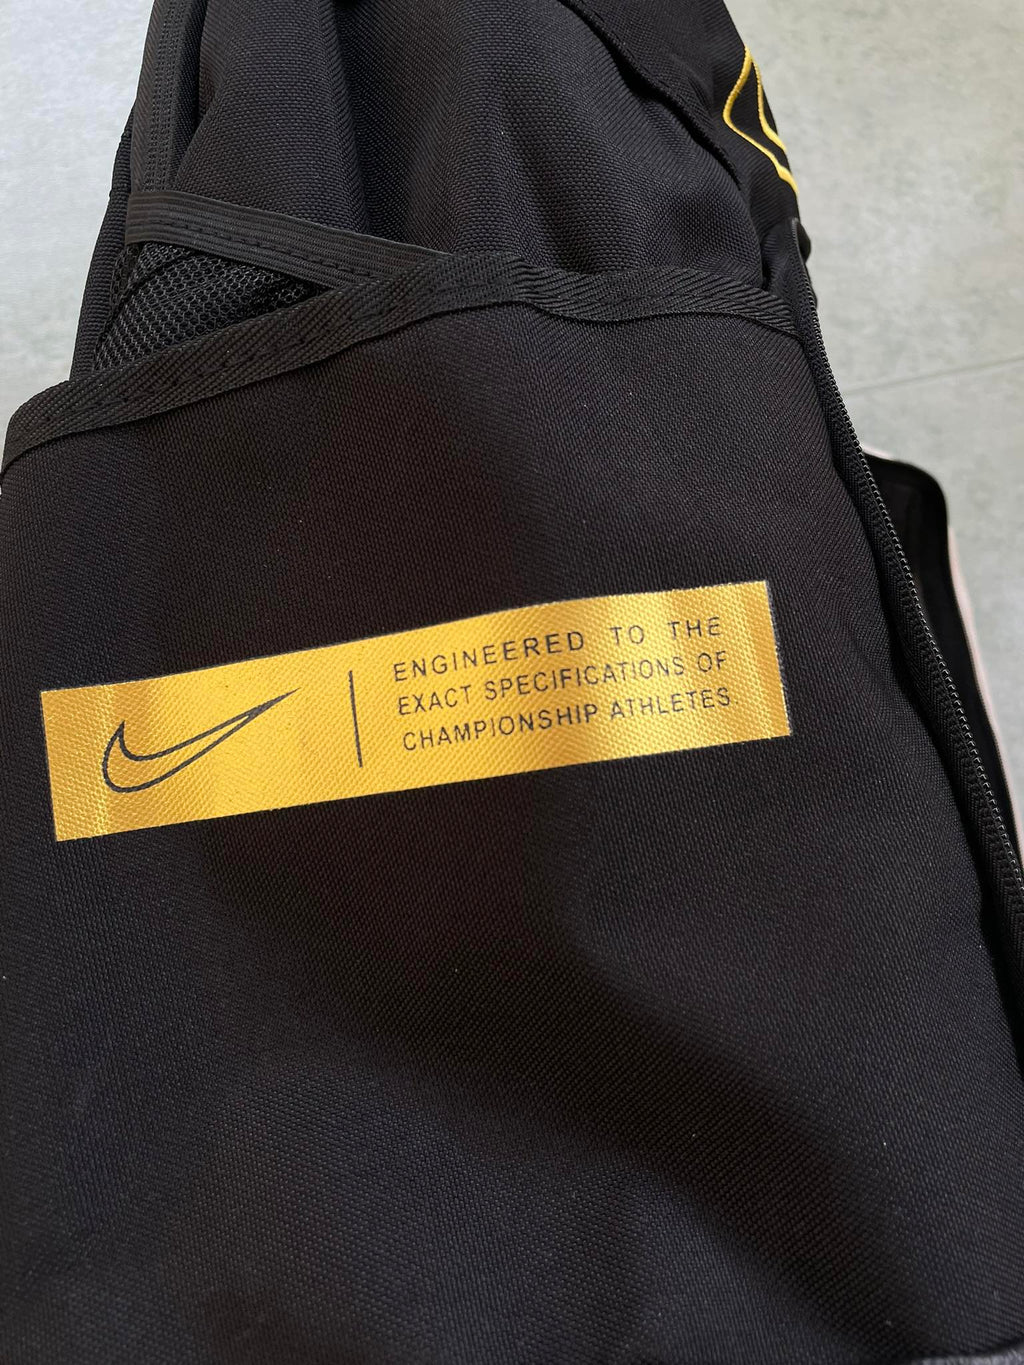 ENGINEERED TO THE
EXACT SPECIFICATIONS OF
CHAMPIONSHIP ATHLETES